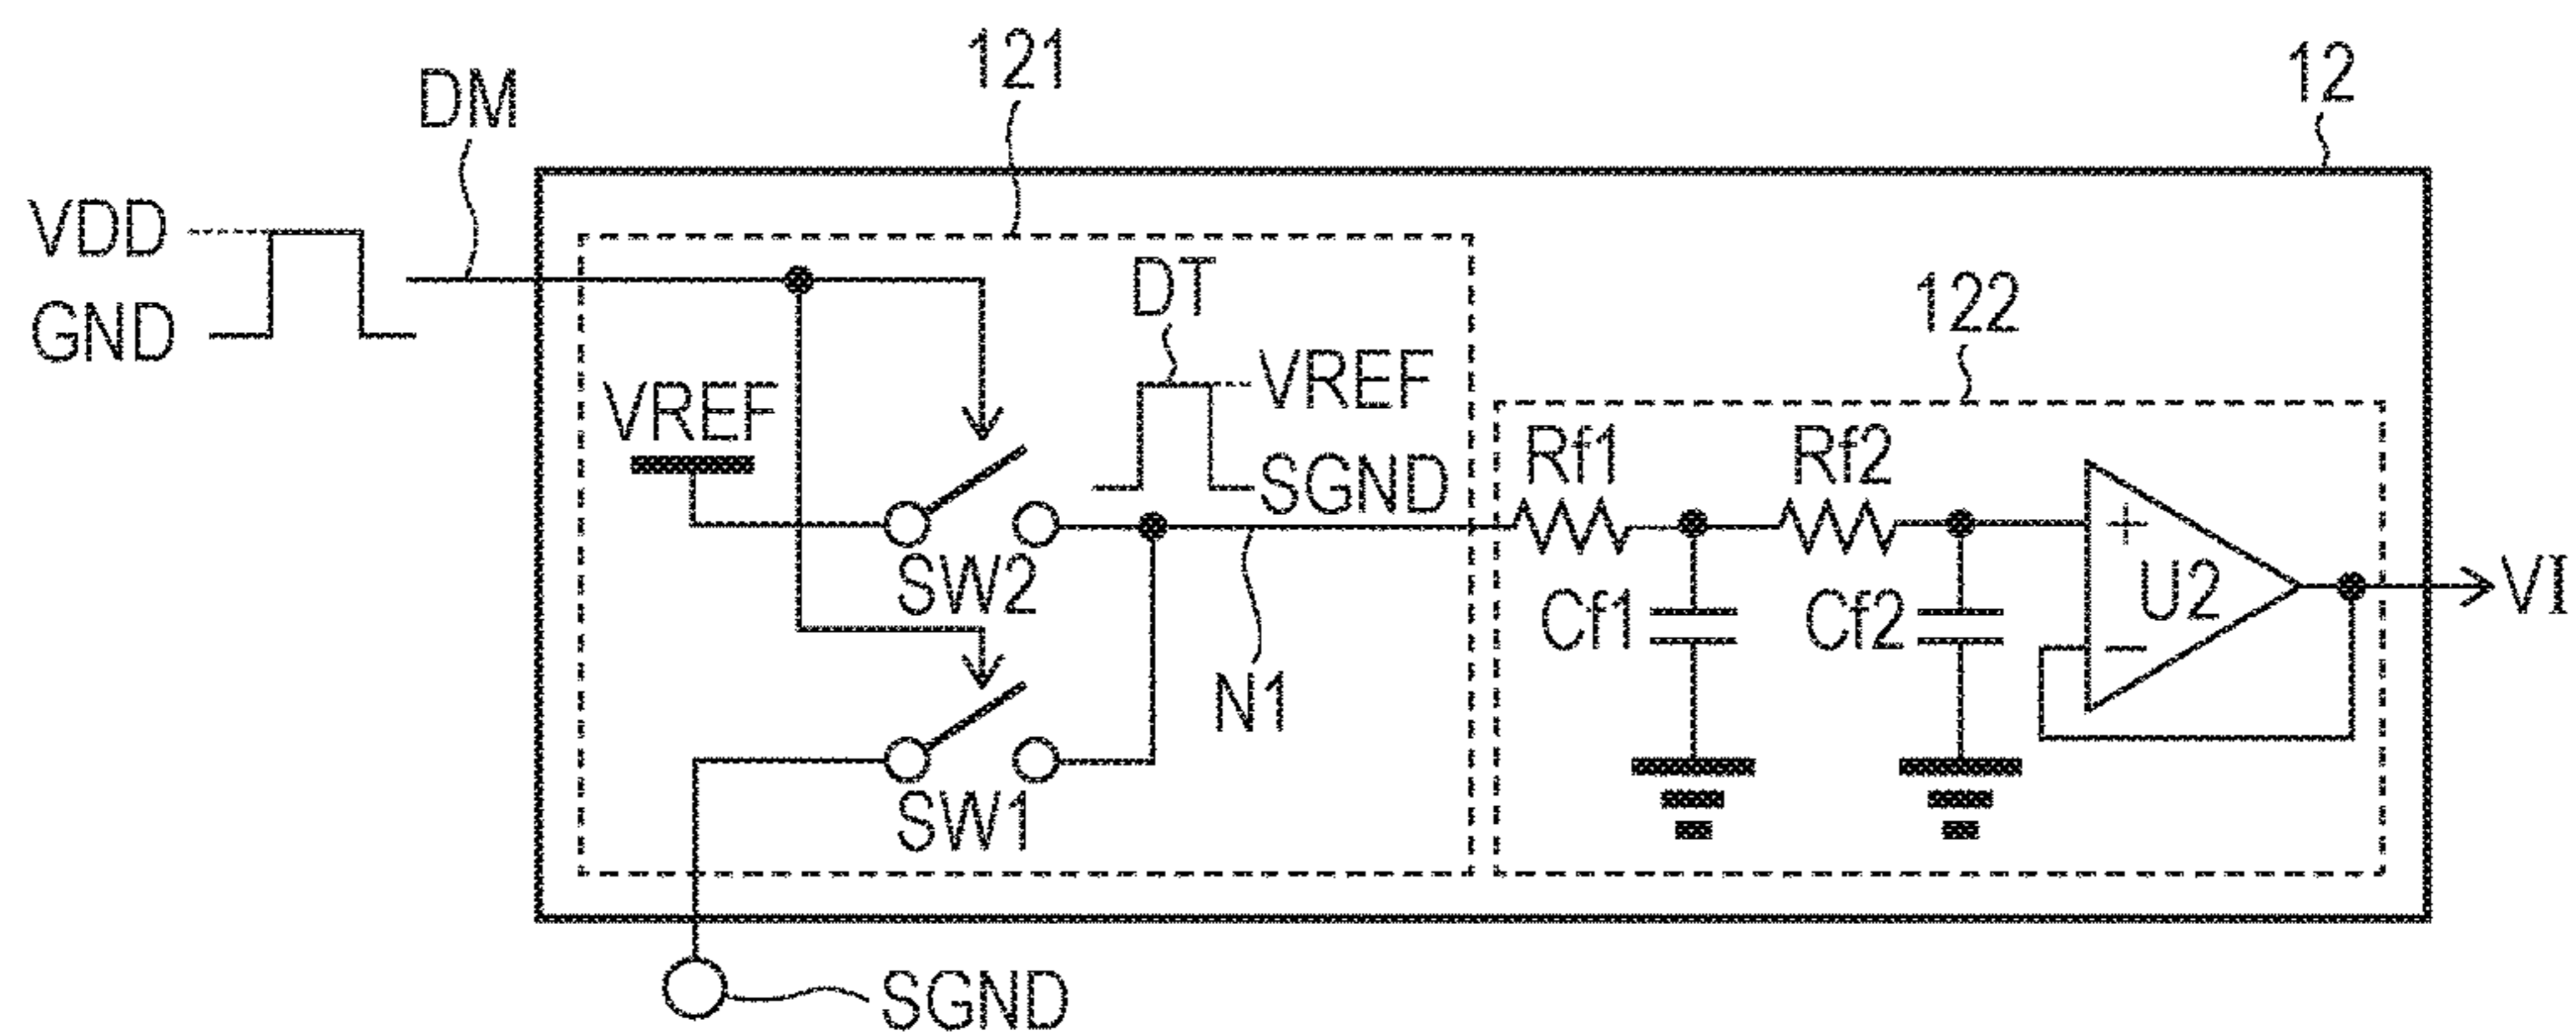 121
12
DM
VDD
GND
DT
122
VREF
VREF
SGND
Rf1
Rf2
+
U2
−
VI
SW2
Cf1
Cf2
N1
SW1
SGND